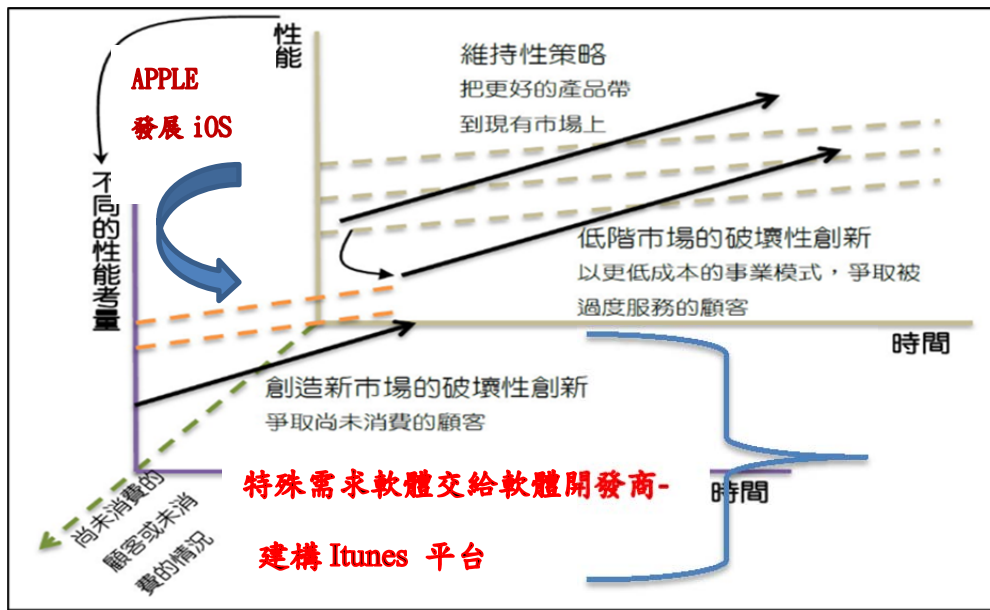 性能
APPLE
發展 iOS
不同的性能考量
維持性策略
把更好的產品帶
到現有市場上
低階市場的破壞性創新
以更低成本的事業模式，爭取被
過度服務的顧客
時間
創造新市場的破壞性創新
爭取尚未消費的顧客
特殊需求軟體交給軟體開發商-
時間
建構 Itunes 平台
尚未消費的
顧客或未消
費的情況